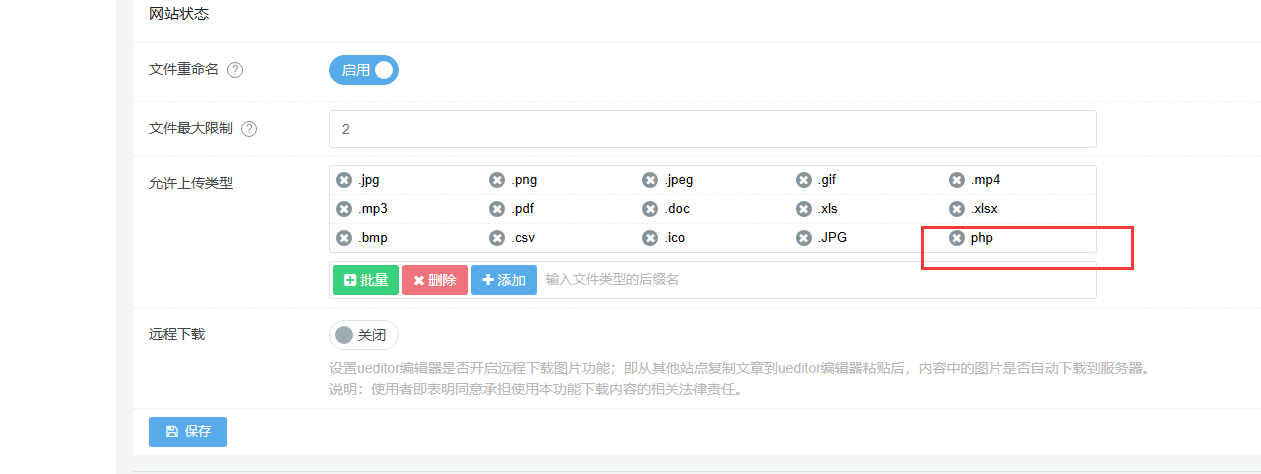 网站状态
文件重命名 ? 启用
文件最大限制 ? 2
允许上传类型
.jpg .png .jpeg .gif .mp4
.mp3 .pdf .doc .xls .xlsx
.bmp .csv .ico .JPG php
批量 删除 添加 输入文件类型的后缀名
远程下载 关闭
设置ueditor编辑器是否开启远程下载图片功能；即从其他站点复制文章到ueditor编辑器粘贴后，内容中的图片是否自动下载到服务器。
说明：使用者即表明同意承担使用本功能下载内容的相关法律责任。
保存